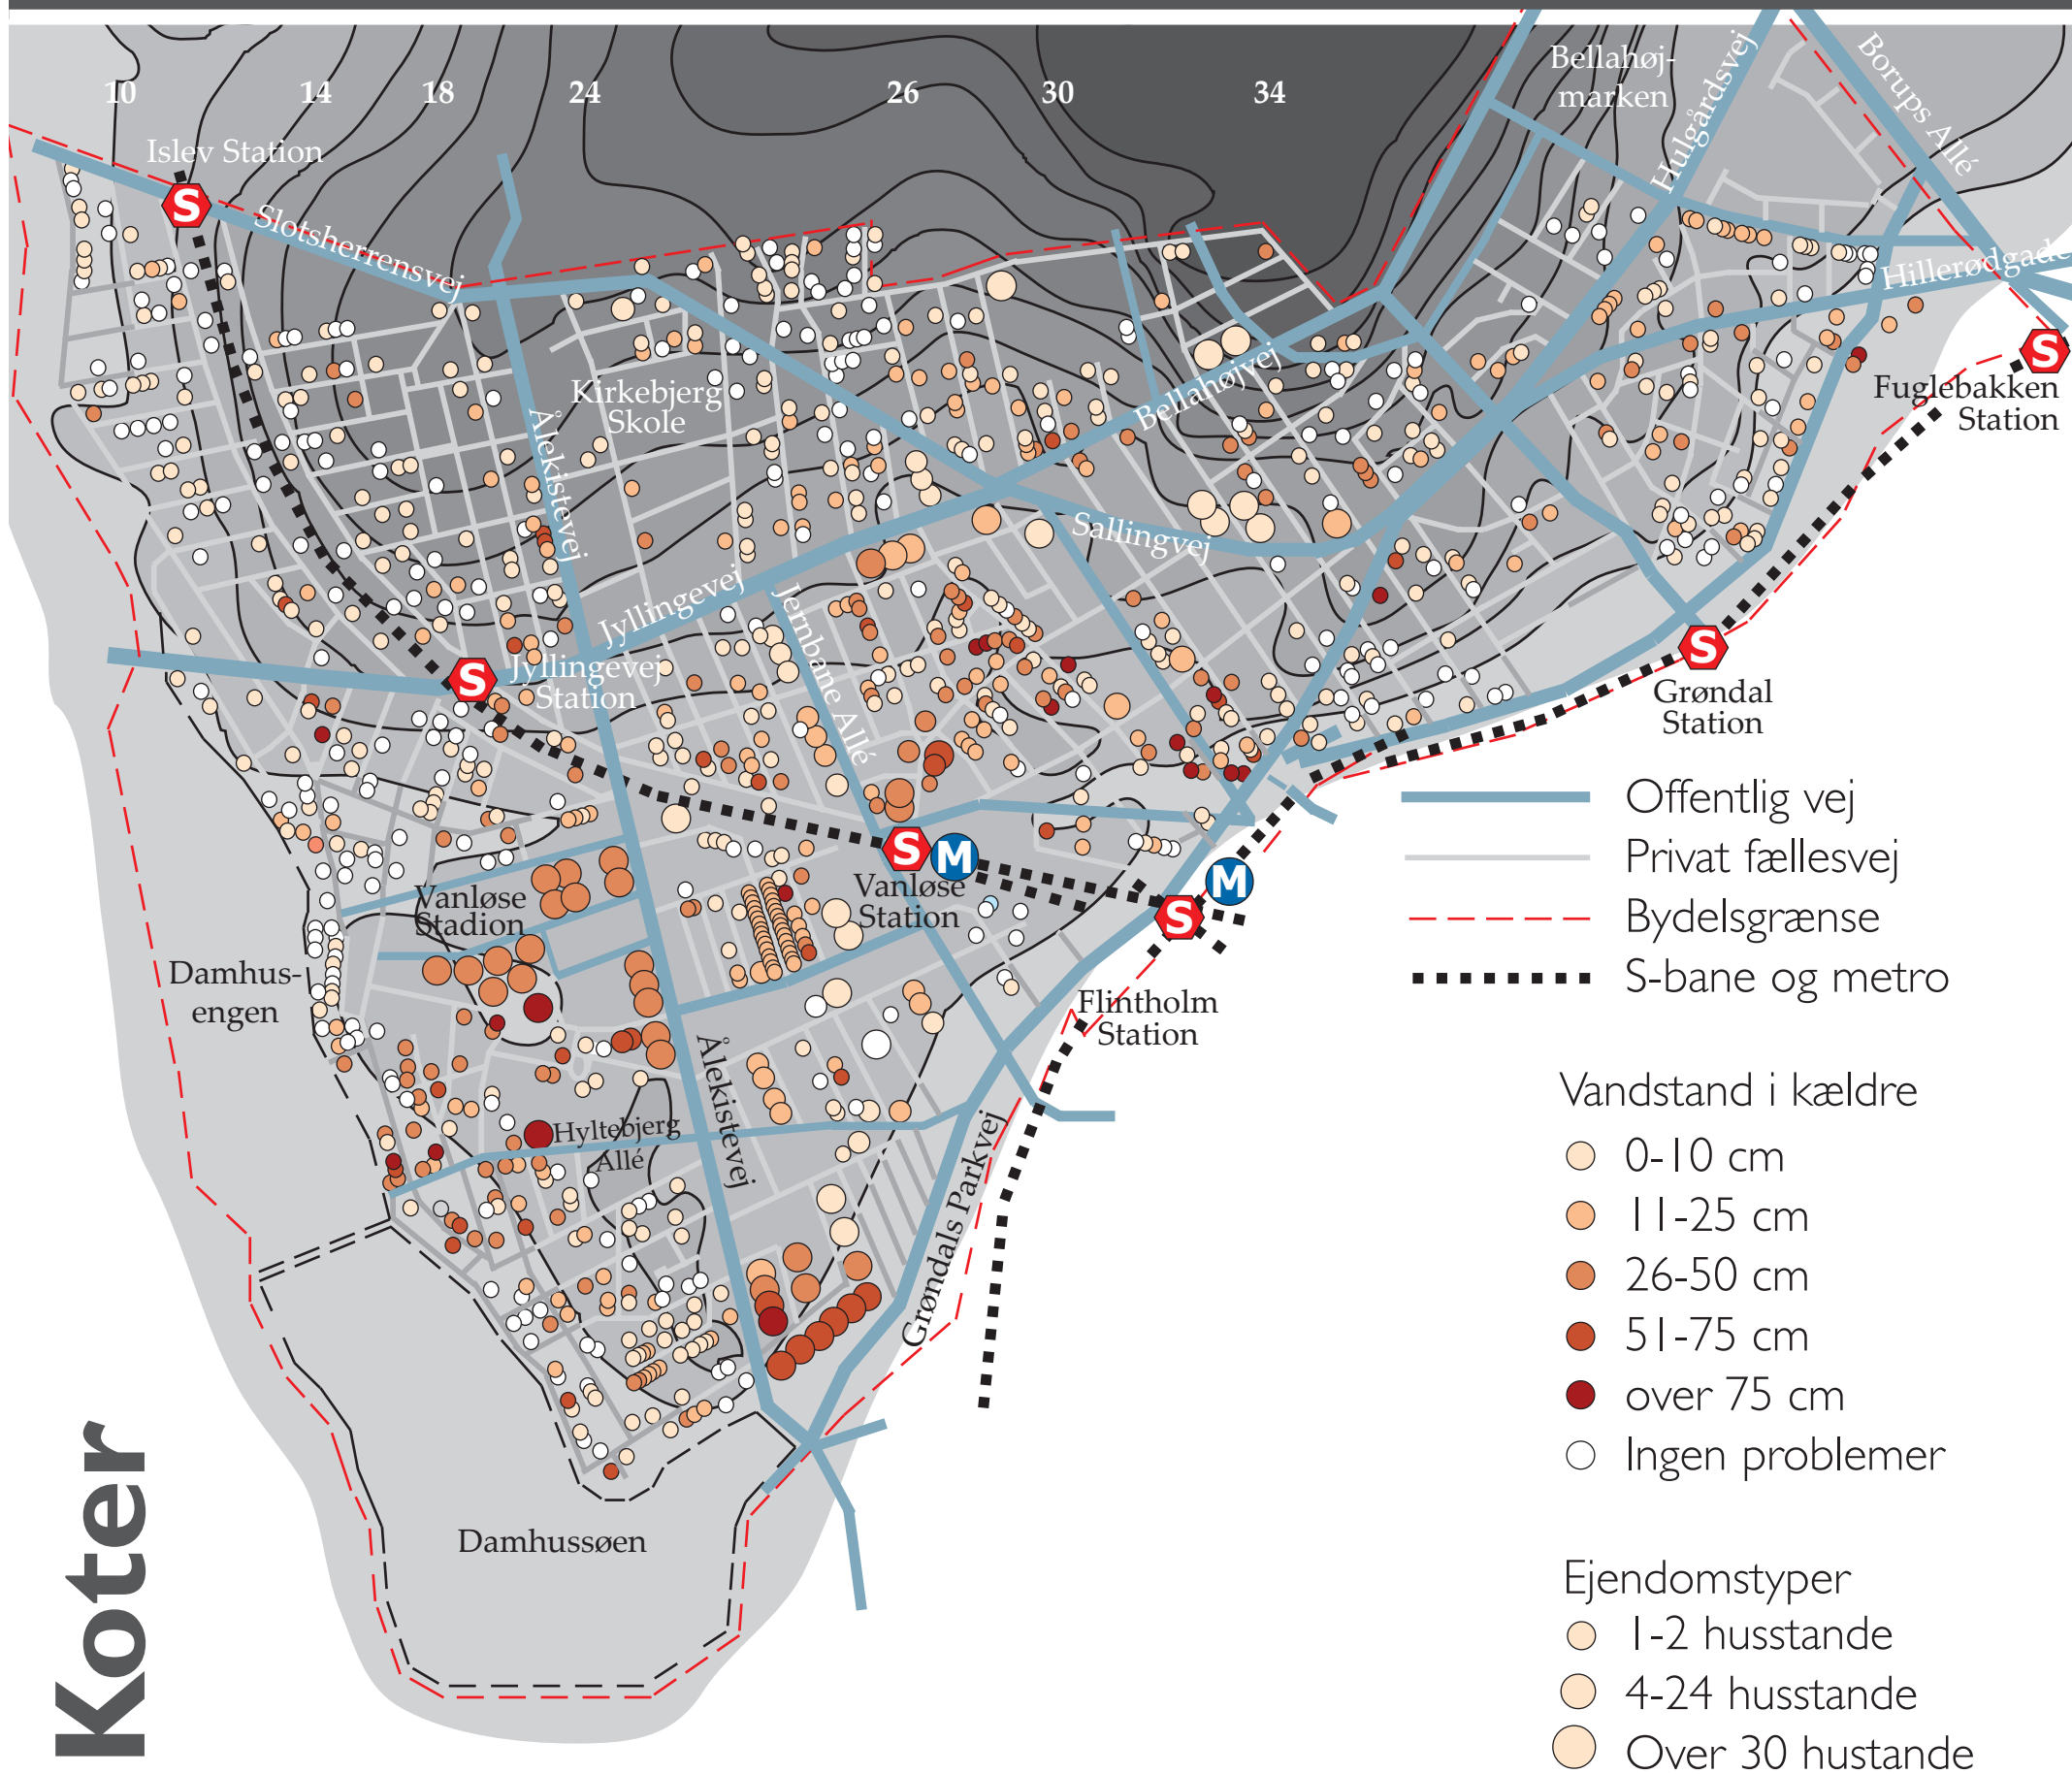 10
14
18
24
26
30
34
Bellahøj-
marken
Hulgårdsvej
Borups Allé
Islev Station
S
Slotsherrensvej
Hillerødgade
S
Fuglebakken
Station
Kirkebjerg
Skole
Bellahøjvej
Ålekistevej
Sallingvej
Jyllingevej
Jernbane Allé
S
Jyllingevej
Station
S
Grøndal
Station
S
M
Vanløse
Station
Vanløse
Stadion
M
S
Flintholm
Station
Damhus-
engen
Ålekistevej
Hyltebjerg
Allé
Grøndals Parkvej
Damhussøen
Koter
Offentlig vej
Privat fællesvej
Bydelsgrænse
S-bane og metro
Vandstand i kældre
0-10 cm
11-25 cm
26-50 cm
51-75 cm
over 75 cm
Ingen problemer
Ejendomstyper
1-2 husstande
4-24 husstande
Over 30 hustande